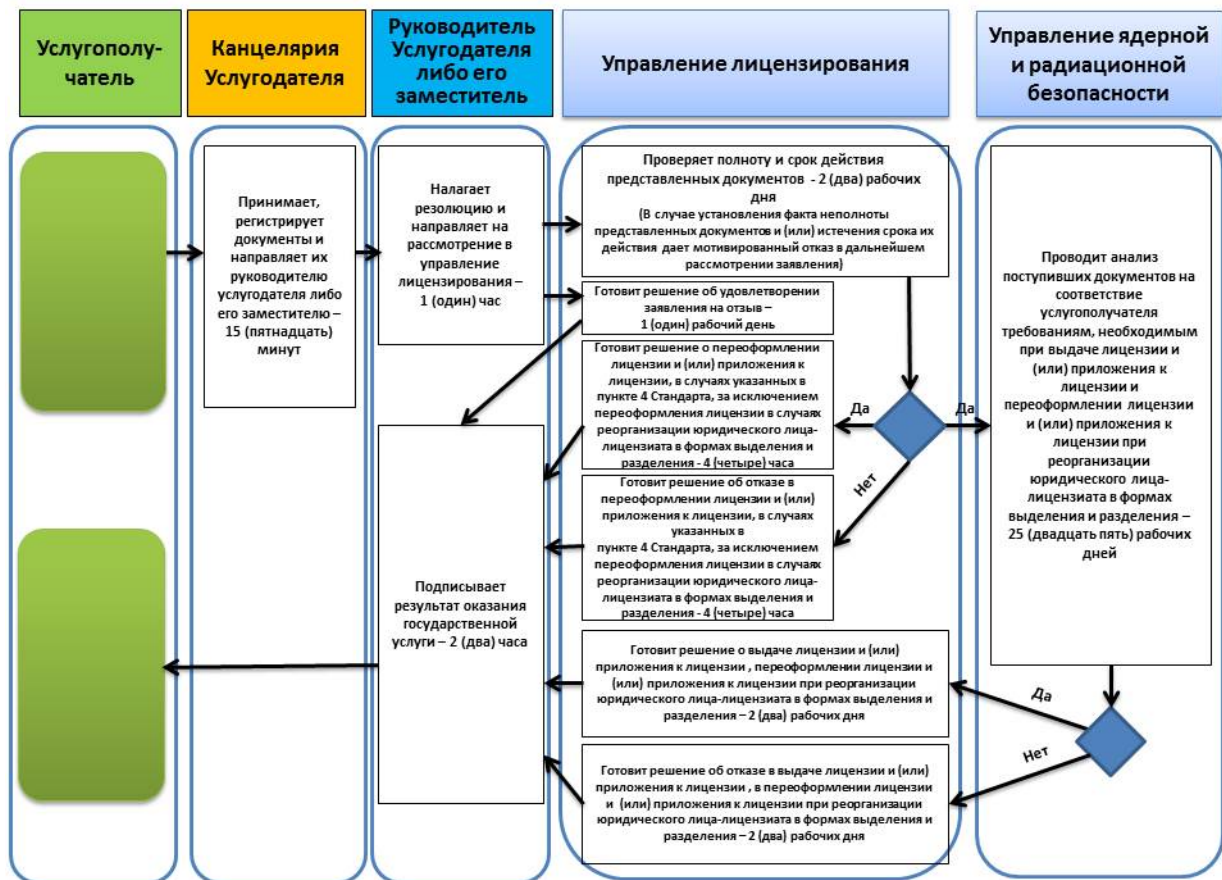 Услугополу-
чатель
Канцелярия
Услугодателя
Руководитель
Услугодателя
либо его
заместитель
Управление лицензирования
Управление ядерной
и радиационной
безопасности
Принимает,
регистрирует
документы и
направляет их
руководителю
услугодателя либо
его заместителю –
15 (пятнадцать)
минут
Налагает
резолюцию и
направляет на
рассмотрение в
управление
лицензирования –
1 (один) час
Проверяет полноту и срок действия
представленных документов - 2 (два) рабочих
дня
(В случае установления факта неполноты
представленных документов и (или) истечения срока их
действия дает мотивированный отказ в дальнейшем
рассмотрении заявления)
Готовит решение об удовлетворении
заявления на отзыв –
1 (один) рабочий день
Готовит решение о переоформлении
лицензии и (или) приложения к
лицензии, в случаях указанных в
пункте 4 Стандарта, за исключением
переоформления лицензии в случаях
реорганизации юридического лица-
лицензиата в формах выделения и
разделения - 4 (четыре) часа
Да
Да
Нет
Готовит решение об отказе в
переоформлении лицензии и (или)
приложения к лицензии, в случаях
указанных в
пункте 4 Стандарта, за исключением
переоформления лицензии в случаях
реорганизации юридического лица-
лицензиата в формах выделения и
разделения - 4 (четыре) часа
Проводит анализ
поступивших документов на
соответствие
услугополучателя
требованиям, необходимым
при выдаче лицензии и
(или) приложения к
лицензии и
переоформлении лицензии
и (или) приложения к
лицензии при
реорганизации
юридического лица-
лицензиата в формах
выделения и разделения –
25 (двадцать пять) рабочих
дней
Подписывает
результат оказания
государственной
услуги – 2 (два) часа
Готовит решение о выдаче лицензии и (или)
приложения к лицензии , переоформлении лицензии и
(или) приложения к лицензии при реорганизации
юридического лица-лицензиата в формах выделения и
разделения – 2 (два) рабочих дня
Да
Нет
Готовит решение об отказе в выдаче лицензии и (или)
приложения к лицензии , в переоформлении лицензии
и (или) приложения к лицензии при реорганизации
юридического лица-лицензиата в формах выделения и
разделения – 2 (два) рабочих дня